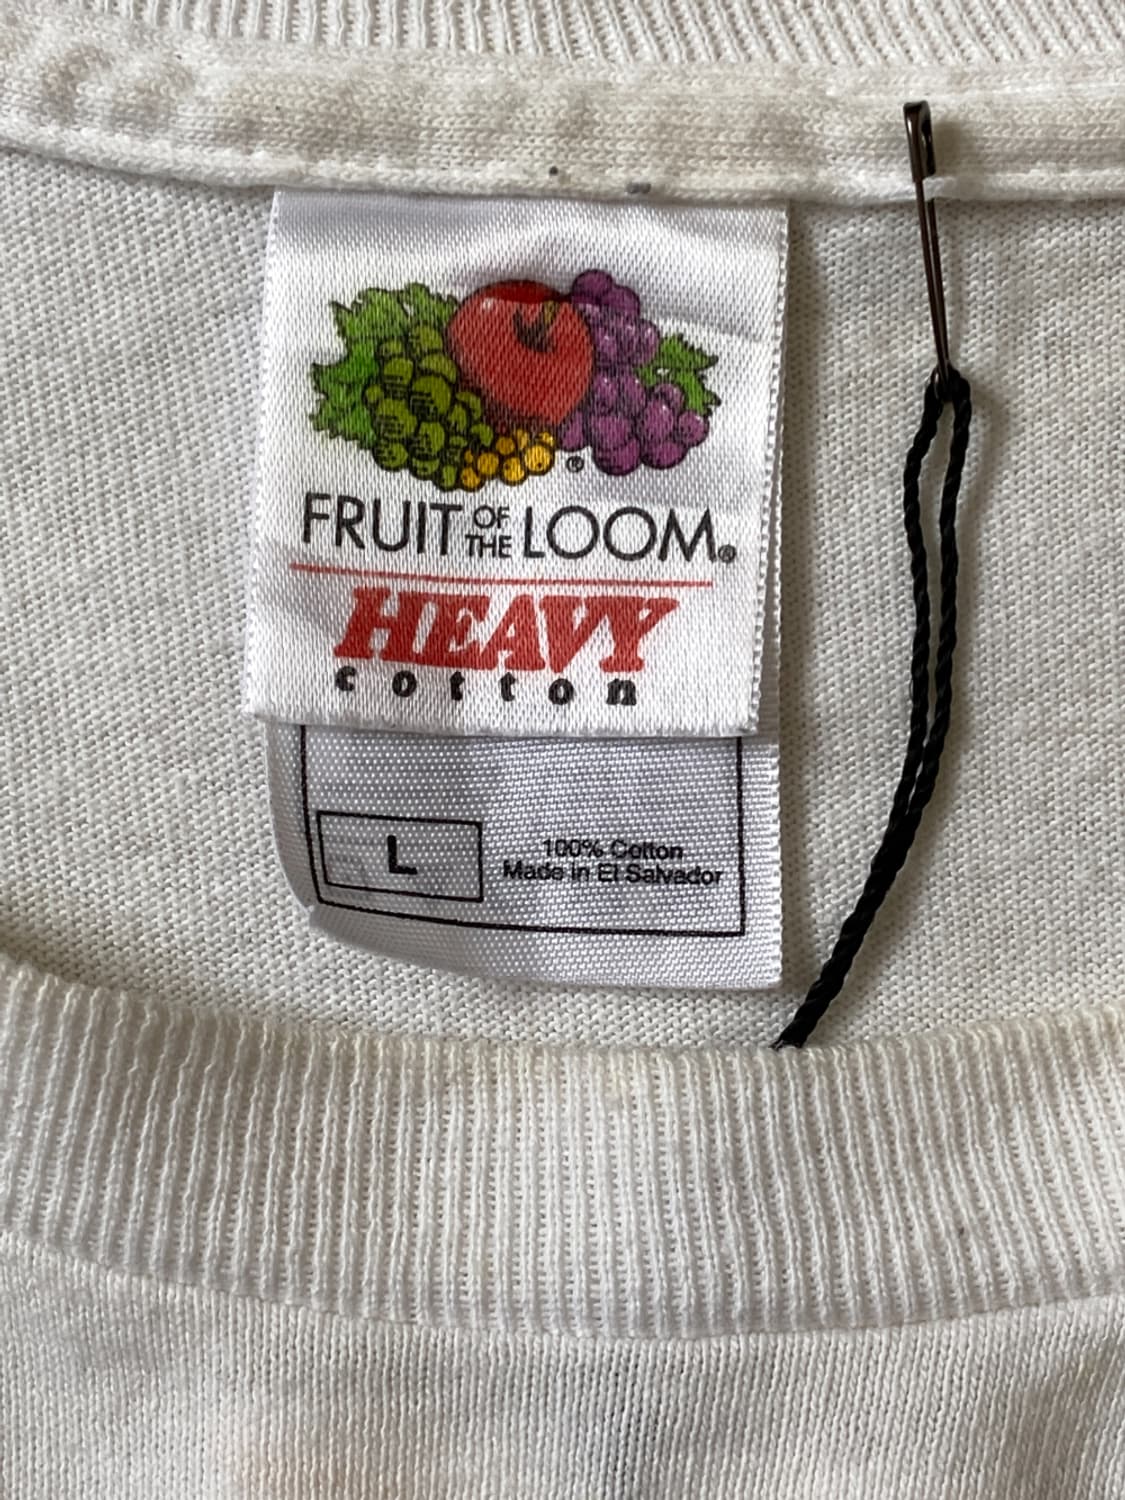 FRUIT OF THE LOOM®
HEAVY
cotton
L
100% Cotton
Made in El Salvador